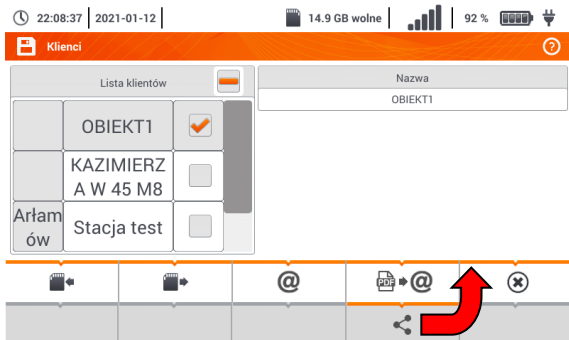 22:08:37 2021-01-12 14.9 GB wolne 92 %
Klienci
Lista klientów
Nazwa
OBIEKT1
OBIEKT1
KAZIMIERZ
A W 45 M8
Arłam
ów
Stacja test
@
PDF @